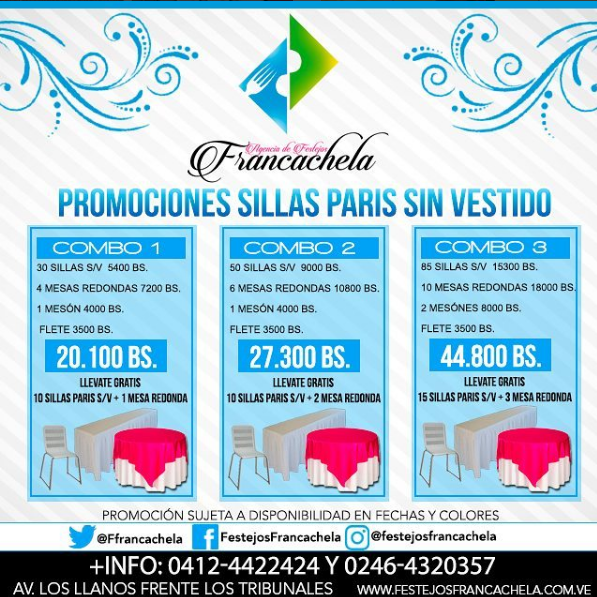 Agencia de Festejos
Francachela
PROMOCIONES SILLAS PARIS SIN VESTIDO
COMBO 1
30 SILLAS S/V 5400 BS.
4 MESAS REDONDAS 7200 BS.
1 MESÓN 4000 BS.
FLETE 3500 BS.
20.100 BS.
LLEVATE GRATIS
10 SILLAS PARIS S/V + 1 MESA REDONDA
COMBO 2
50 SILLAS S/V 9000 BS.
6 MESAS REDONDAS 10800 BS.
1 MESÓN 4000 BS.
FLETE 3500 BS.
27.300 BS.
LLEVATE GRATIS
10 SILLAS PARIS S/V + 2 MESA REDONDA
COMBO 3
85 SILLAS S/V 15300 BS.
10 MESAS REDONDAS 18000 BS.
2 MESÓNES 8000 BS.
FLETE 3500 BS.
44.800 BS.
LLEVATE GRATIS
15 SILLAS PARIS S/V + 3 MESA REDONDA
PROMOCIÓN SUJETA A DISPONIBILIDAD EN FECHAS Y COLORES
@Ffrancachela FestejosFrancachela @festejosfrancachela
+INFO: 0412-4422424 Y 0246-4320357
AV. LOS LLANOS FRENTE LOS TRIBUNALES WWW.FESTEJOSFRANCACHELA.COM.VE